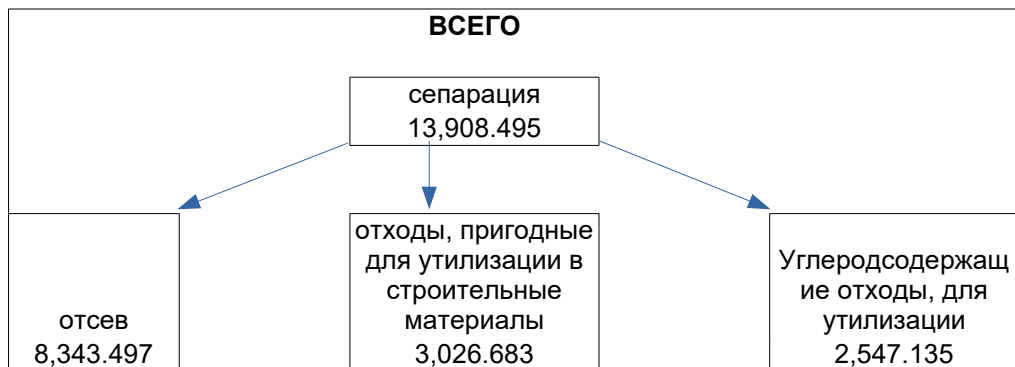 ВСЕГО
сепарация
13,908.495
отсев
8,343.497
отходы, пригодные
для утилизации в
строительные
материалы
3,026.683
Углеродсодержащ
ие отходы, для
утилизации
2,547.135